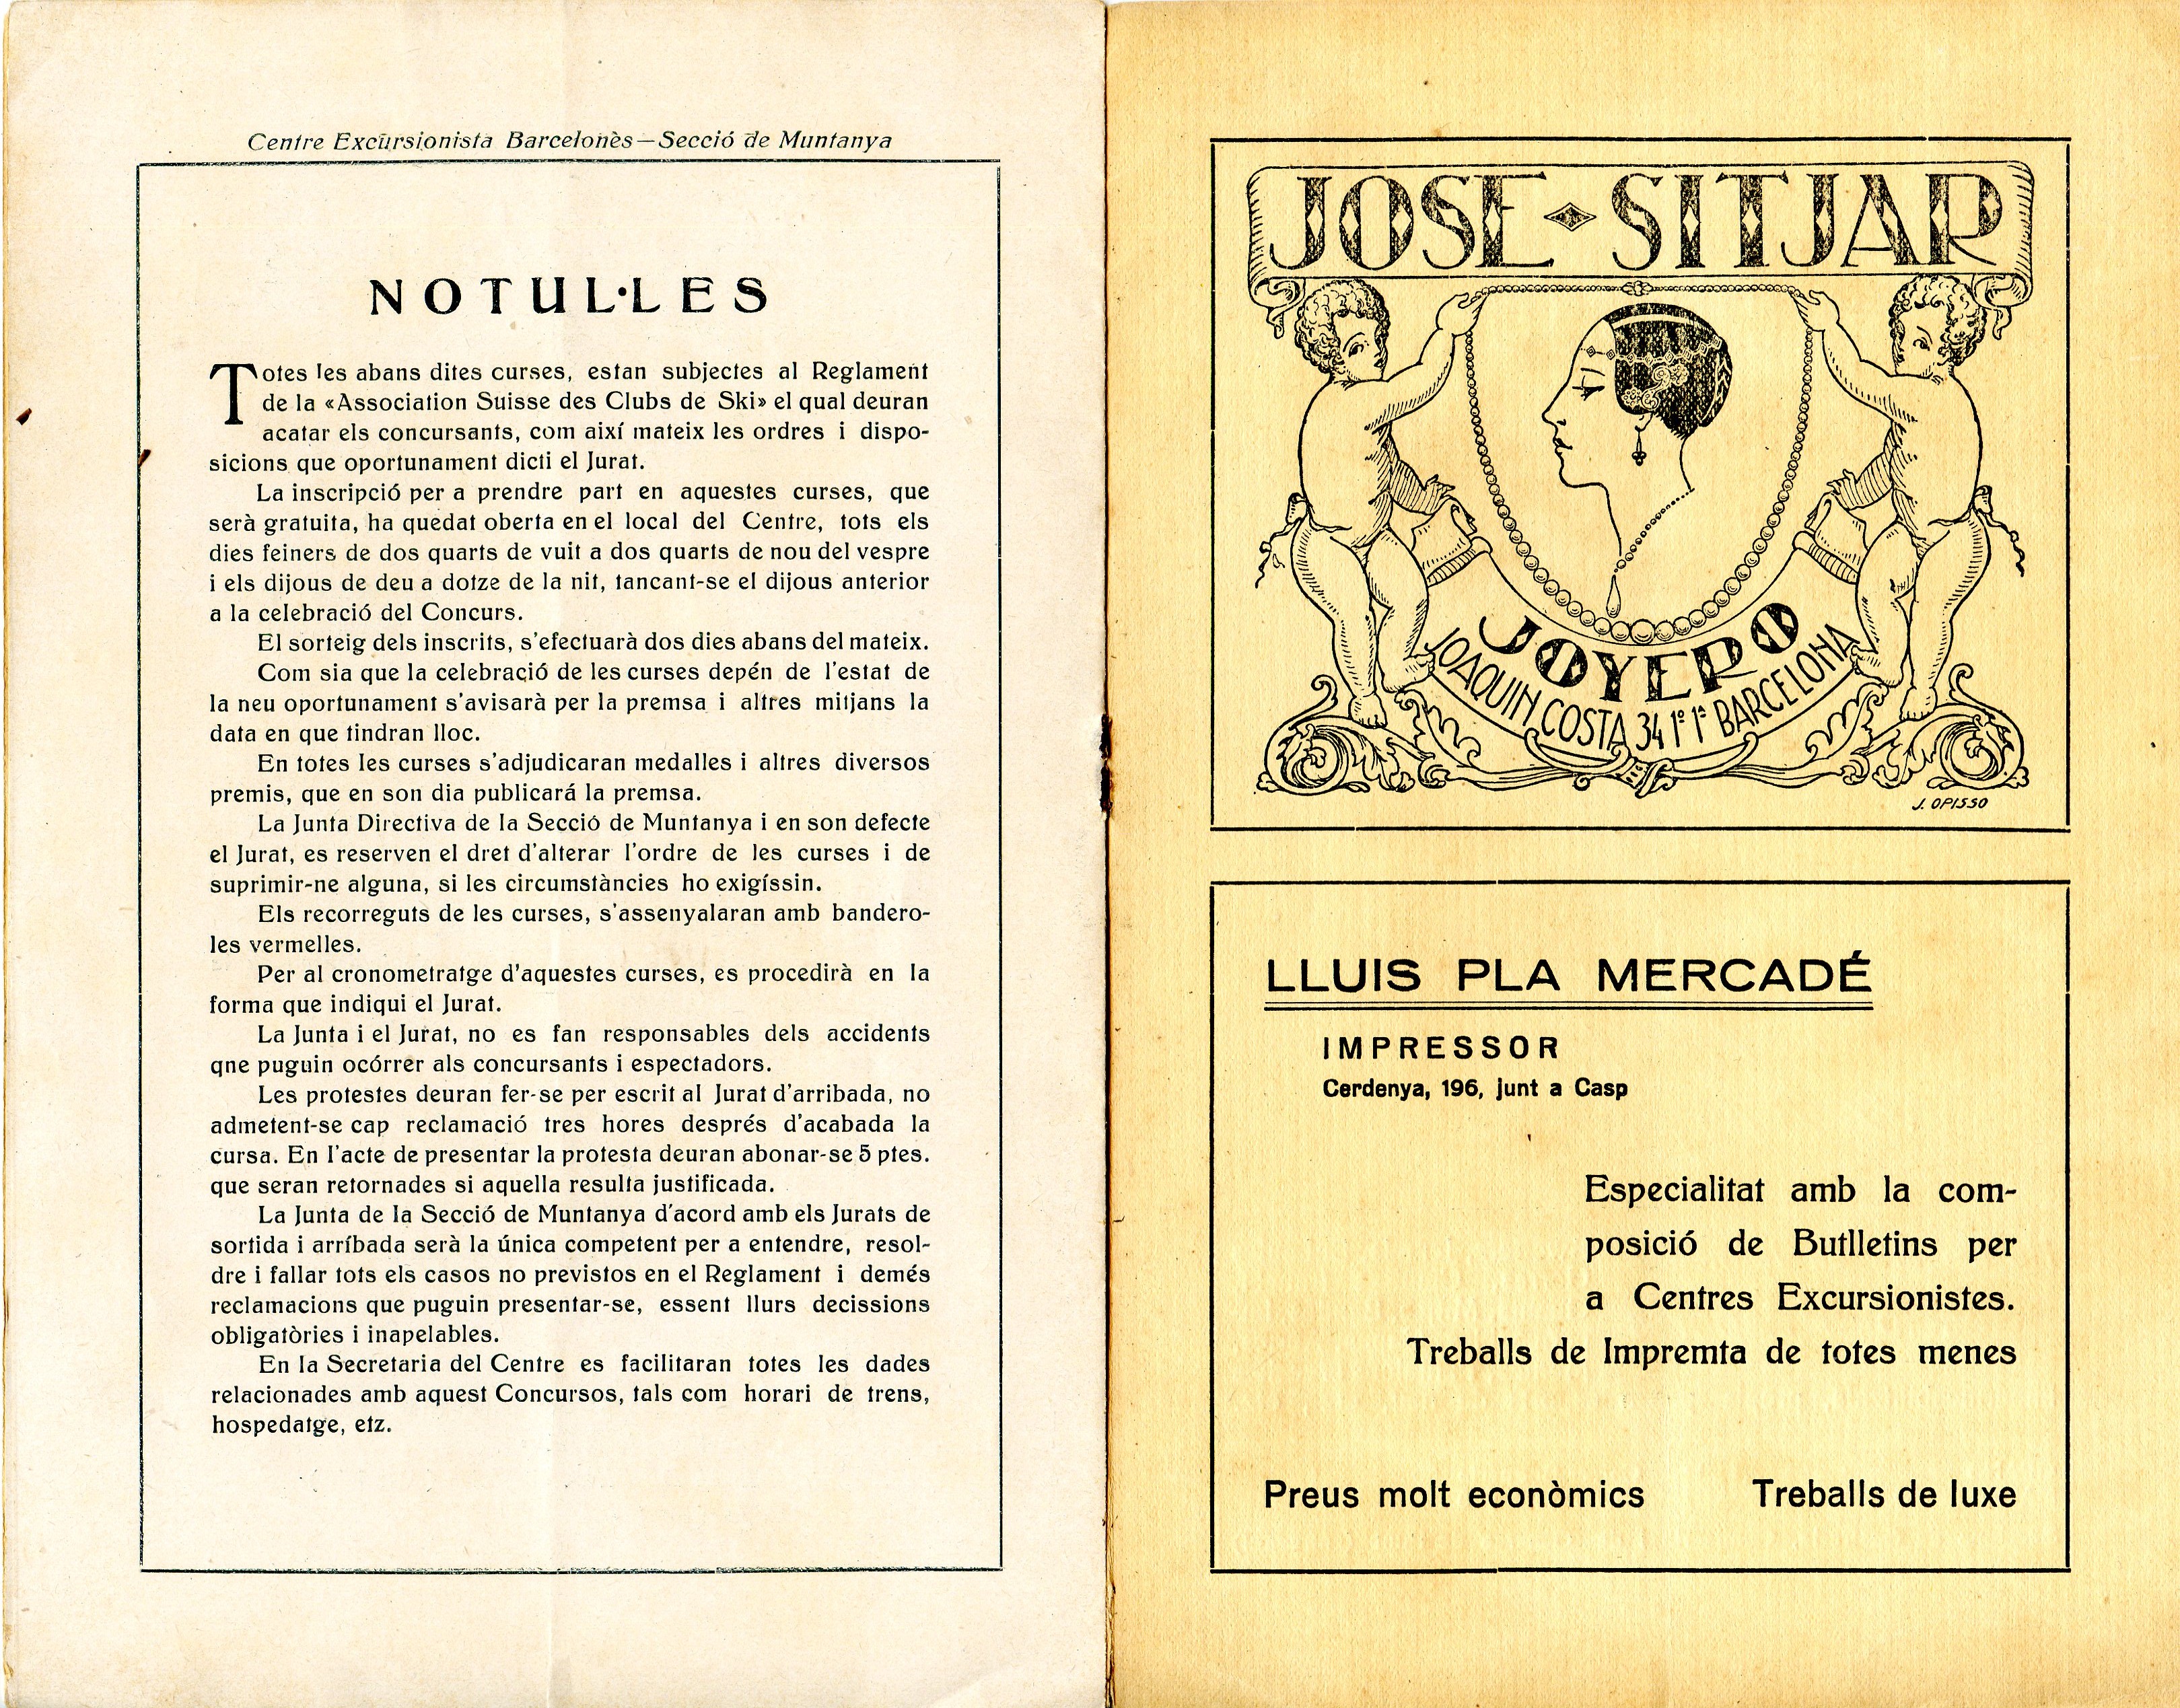 Centre Excursionista Barcelonès—Secció de Muntanya
NOTUL·LES
Totes les abans dites curses, estan subjectes al Reglament
de la «Association Suisse des Clubs de Ski» el qual deuran
acatar els concursants, com així mateix les ordres i dispo-
sicions que oportunament dicti el Jurat.
La inscripció per a prendre part en aquestes curses, que
serà gratuita, ha quedat oberta en el local del Centre, tots els
dies feiners de dos quarts de vuit a dos quarts de nou del vespre
i els dijous de deu a dotze de la nit, tancant-se el dijous anterior
a la celebració del Concurs.
El sorteig dels inscrits, s'efectuarà dos dies abans del mateix.
Com sia que la celebració de les curses depén de l'estat de
la neu oportunament s'avisarà per la premsa i altres mitjans la
data en que tindran lloc.
En totes les curses s'adjudicaran medalles i altres diversos
premis, que en son dia publicará la premsa.
La Junta Directiva de la Secció de Muntanya i en son defecte
el Jurat, es reserven el dret d'alterar l'ordre de les curses i de
suprimir-ne alguna, si les circumstàncies ho exigíssin.
Els recorreguts de les curses, s'assenyalaran amb bandero-
les vermelles.
Per al cronometratge d'aquestes curses, es procedirà en la
forma que indiqui el Jurat.
La Junta i el Jurat, no es fan responsables dels accidents
qne puguin ocórrer als concursants i espectadors.
Les protestes deuran fer-se per escrit al Jurat d'arribada, no
admetent-se cap reclamació tres hores després d'acabada la
cursa. En l'acte de presentar la protesta deuran abonar-se 5 ptes.
que seran retornades si aquella resulta justificada.
La Junta de la Secció de Muntanya d'acord amb els Jurats de
sortida i arríbada serà la única competent per a entendre, resol-
dre i fallar tots els casos no previstos en el Reglament i demés
reclamacions que puguin presentar-se, essent llurs decissions
obligatòries i inapelables.
En la Secretaria del Centre es facilitaran totes les dades
relacionades amb aquest Concursos, tals com horari de trens,
hospedatge, etz.
JOSE SITJAR
JOYERO
JOAQUIN COSTA 34 1º 1ª BARCELONA
J. OPISSO
LLUIS PLA MERCADÉ
IMPRESSOR
Cerdenya, 196, junt a Casp
Especialitat amb la com-
posició de Butlletins per
a Centres Excursionistes.
Treballs de Impremta de totes menes
Preus molt econòmics Treballs de luxe